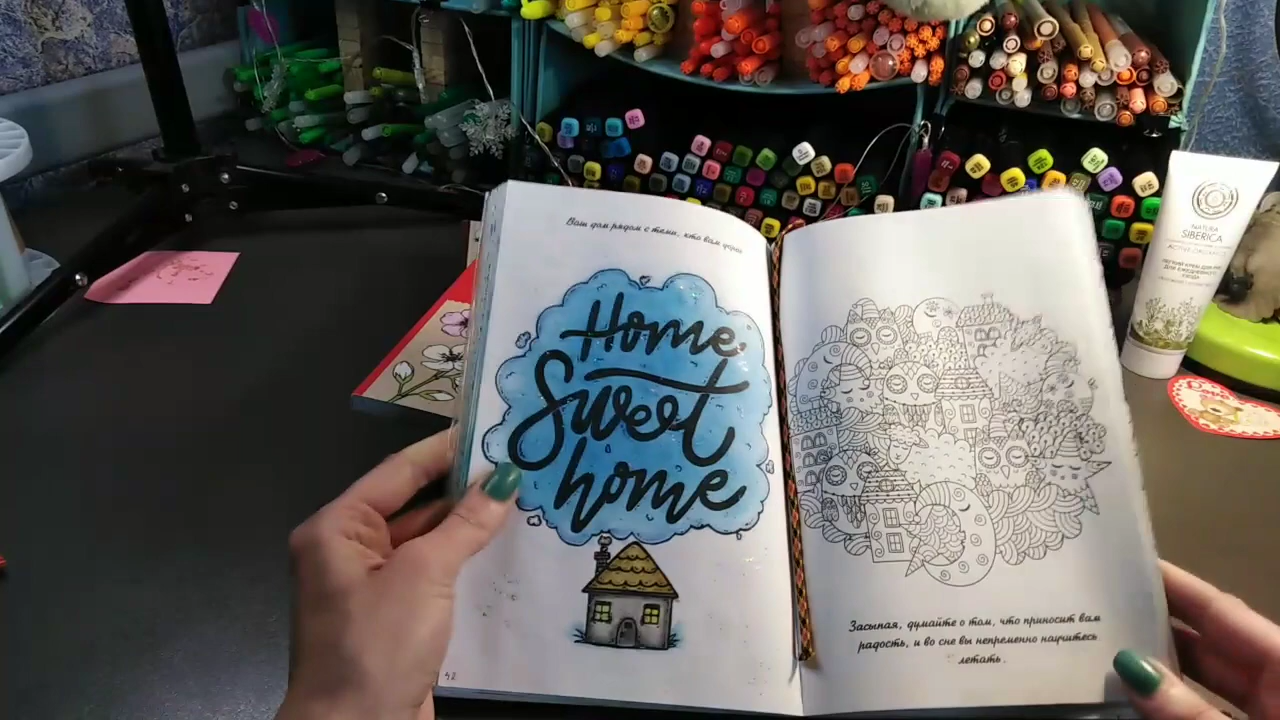 Ваш дом рядом с теми, кто вам дорог
Home
Sweet
home
42
Засыпая, думайте о том, что приносит вам
радость, и во сне вы непременно научитесь
летать.
NATURA
SIBERICA